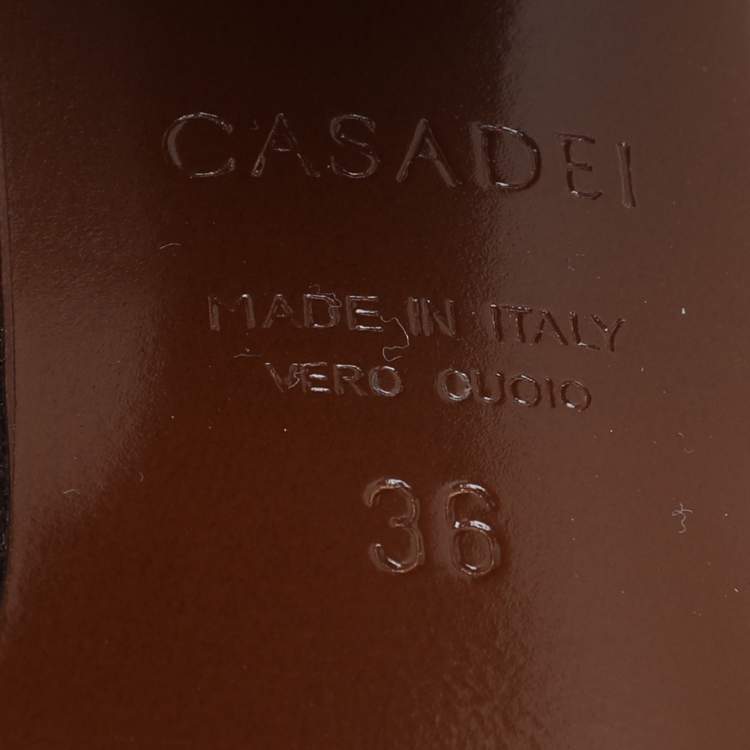 CASADEI
MADE IN ITALY
VERO CUOIO
36